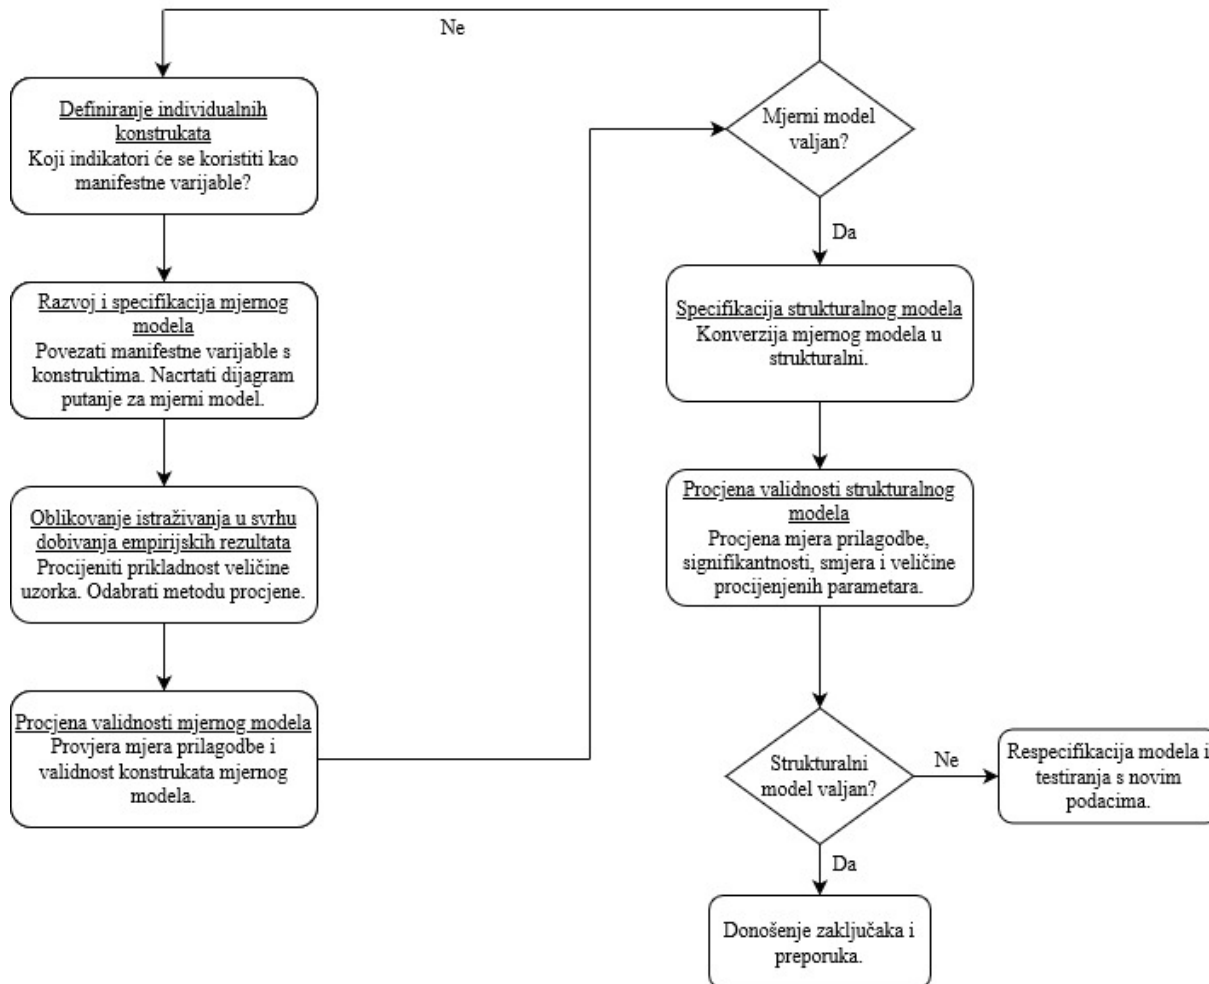 Ne
Definiranje individualnih
konstrukata
Koji indikatori će se koristiti kao
manifestne varijable?
Razvoj i specifikacija mjernog
modela
Povezati manifestne varijable s
konstruktima. Nacrtati dijagram
putanje za mjerni model.
Oblikovanje istraživanja u svrhu
dobivanja empirijskih rezultata
Procijeniti prikladnost veličine
uzorka. Odabrati metodu procjene.
Procjena validnosti mjernog modela
Provjera mjera prilagodbe i
validnost konstrukata mjernog
modela.
Mjerni model
valjan?
Da
Specifikacija strukturalnog modela
Konverzija mjernog modela u
strukturalni.
Procjena validnosti strukturalnog
modela
Procjena mjera prilagodbe,
signifikantnosti, smjera i veličine
procijenjenih parametara.
Strukturalni
model valjan?
Ne
Respecifikacija modela i
testiranja s novim
podacima.
Da
Donošenje zaključaka i
preporuka.